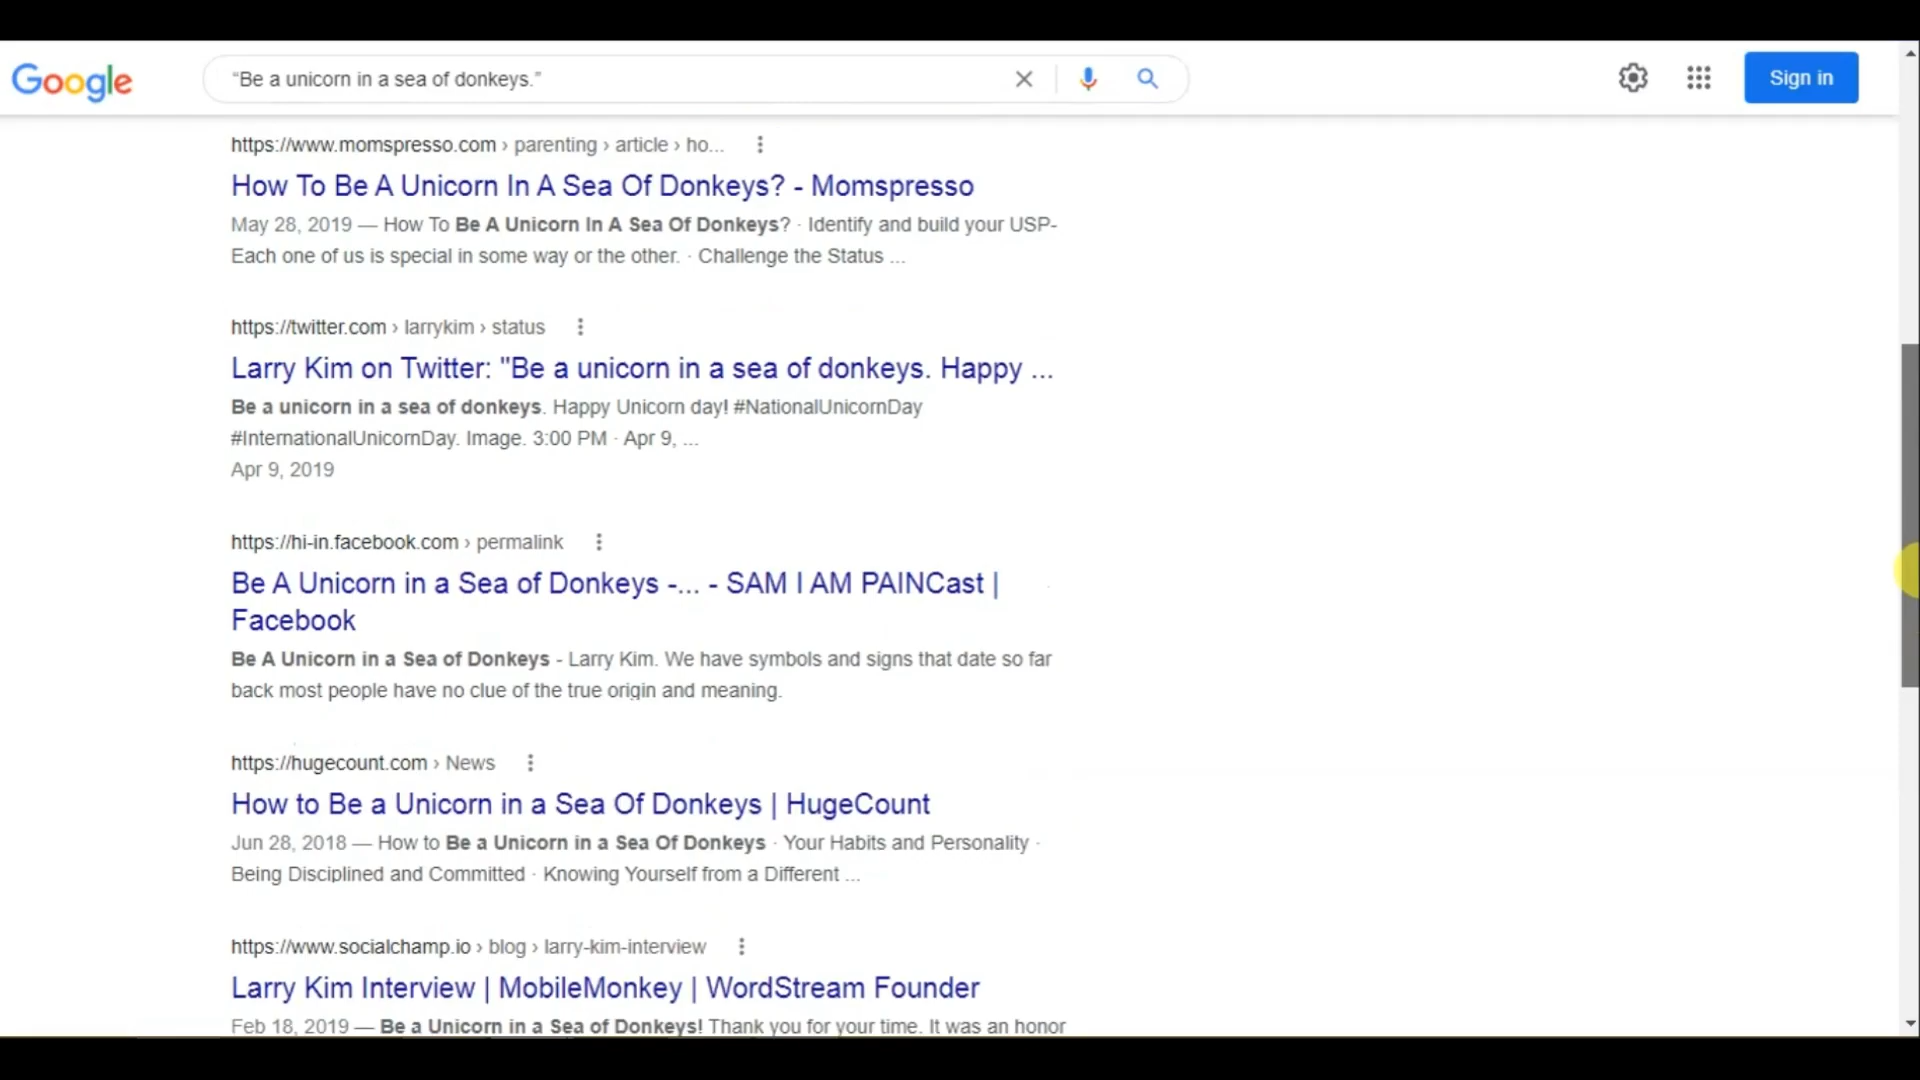 Google
“Be a unicorn in a sea of donkeys.”
Sign in
https://www.momspresso.com › parenting › article › ho...
How To Be A Unicorn In A Sea Of Donkeys? - Momspresso
May 28, 2019 — How To Be A Unicorn In A Sea Of Donkeys? · Identify and build your USP-
Each one of us is special in some way or the other. · Challenge the Status ...
https://twitter.com › larrykim › status
Larry Kim on Twitter: "Be a unicorn in a sea of donkeys. Happy ...
Be a unicorn in a sea of donkeys. Happy Unicorn day! #NationalUnicornDay
#InternationalUnicornDay. Image. 3:00 PM · Apr 9, ...
Apr 9, 2019
https://hi-in.facebook.com › permalink
Be A Unicorn in a Sea of Donkeys -... - SAM I AM PAINCast |
Facebook
Be A Unicorn in a Sea of Donkeys - Larry Kim. We have symbols and signs that date so far
back most people have no clue of the true origin and meaning.
https://hugecount.com › News
How to Be a Unicorn in a Sea Of Donkeys | HugeCount
Jun 28, 2018 — How to Be a Unicorn in a Sea Of Donkeys · Your Habits and Personality ·
Being Disciplined and Committed · Knowing Yourself from a Different ...
https://www.socialchamp.io › blog › larry-kim-interview
Larry Kim Interview | MobileMonkey | WordStream Founder
Feb 18, 2019 — Be a Unicorn in a Sea of Donkeys! Thank you for your time. It was an honor